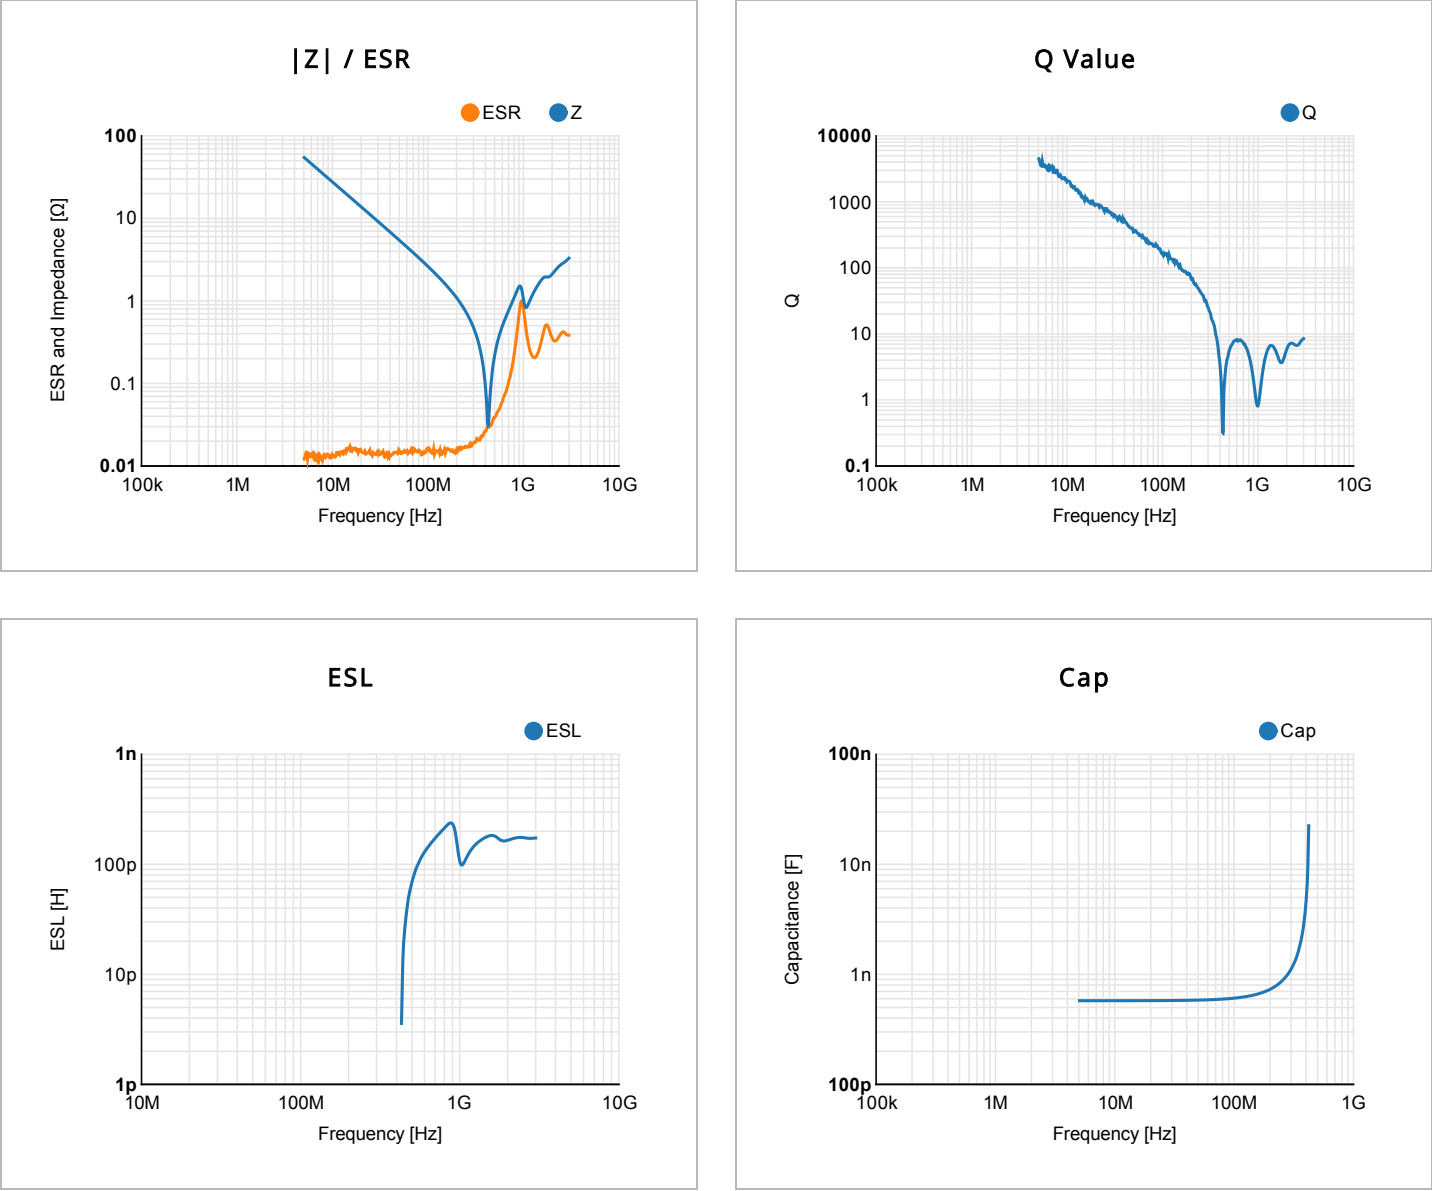 |Z| / ESR
ESR Z
100
10
1
0.1
0.01
100k 1M 10M 100M 1G 10G
Frequency [Hz]
ESR and Impedance [Ω]
Q Value
Q
10000
1000
100
10
1
0.1
100k 1M 10M 100M 1G 10G
Frequency [Hz]
Q
ESL
ESL
1n
100p
10p
1p
10M 100M 1G 10G
Frequency [Hz]
ESL [H]
Cap
Cap
100n
10n
1n
100p
100k 1M 10M 100M 1G
Frequency [Hz]
Capacitance [F]